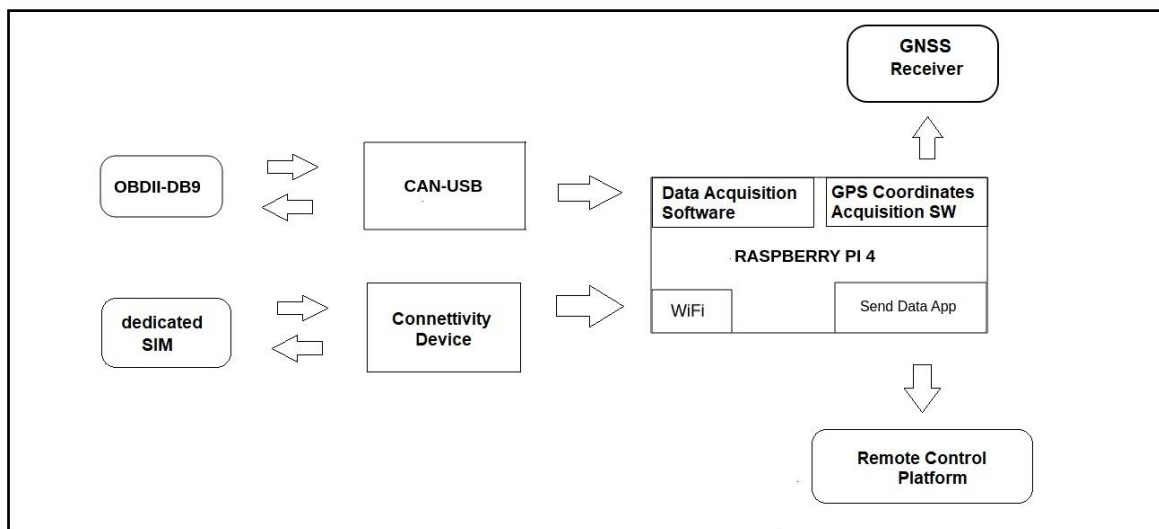 GNSS
Receiver
OBDII-DB9
CAN-USB
Data Acquisition
Software
GPS Coordinates
Acquisition SW
RASPBERRY PI 4
dedicated
SIM
Connettivity
Device
WiFi
Send Data App
Remote Control
Platform